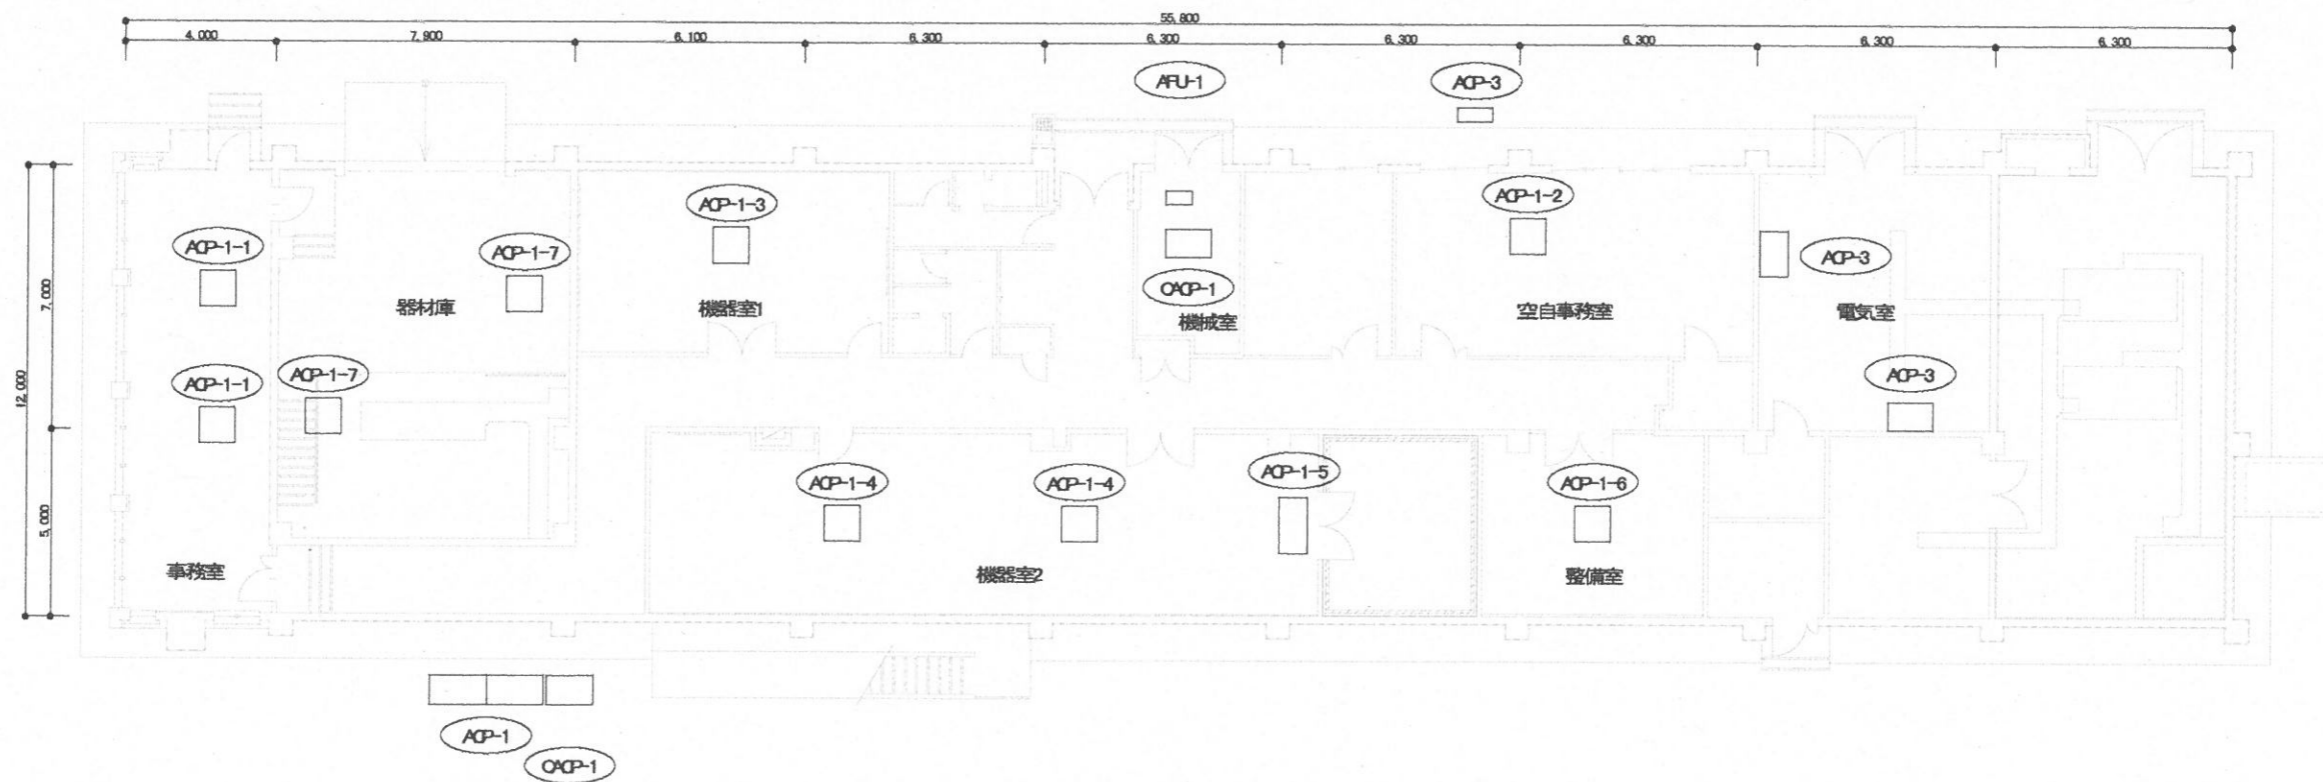 55,800
4,000
7,900
6,100
6,300
6,300
6,300
6,300
6,300
6,300
AFU-1
ACP-3
ACP-1-3
ACP-1-2
ACP-1-1
ACP-1-7
ACP-3
OACP-1
7,000
器材庫
機器室1
機械室
空自事務室
電気室
12,000
ACP-1-1
ACP-1-7
ACP-3
ACP-1-4
ACP-1-4
ACP-1-5
ACP-1-6
5,000
事務室
機器室2
整備室
ACP-1
OACP-1